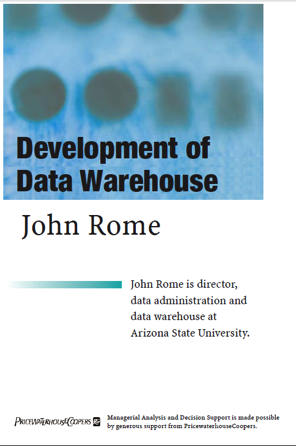 Development of
Data Warehouse
John Rome
John Rome is director,
data administration and
data warehouse at
Arizona State University.
PRICEWATERHOUSECOOPERS
Managerial Analysis and Decision Support is made possible
by generous support from PricewaterhouseCoopers.